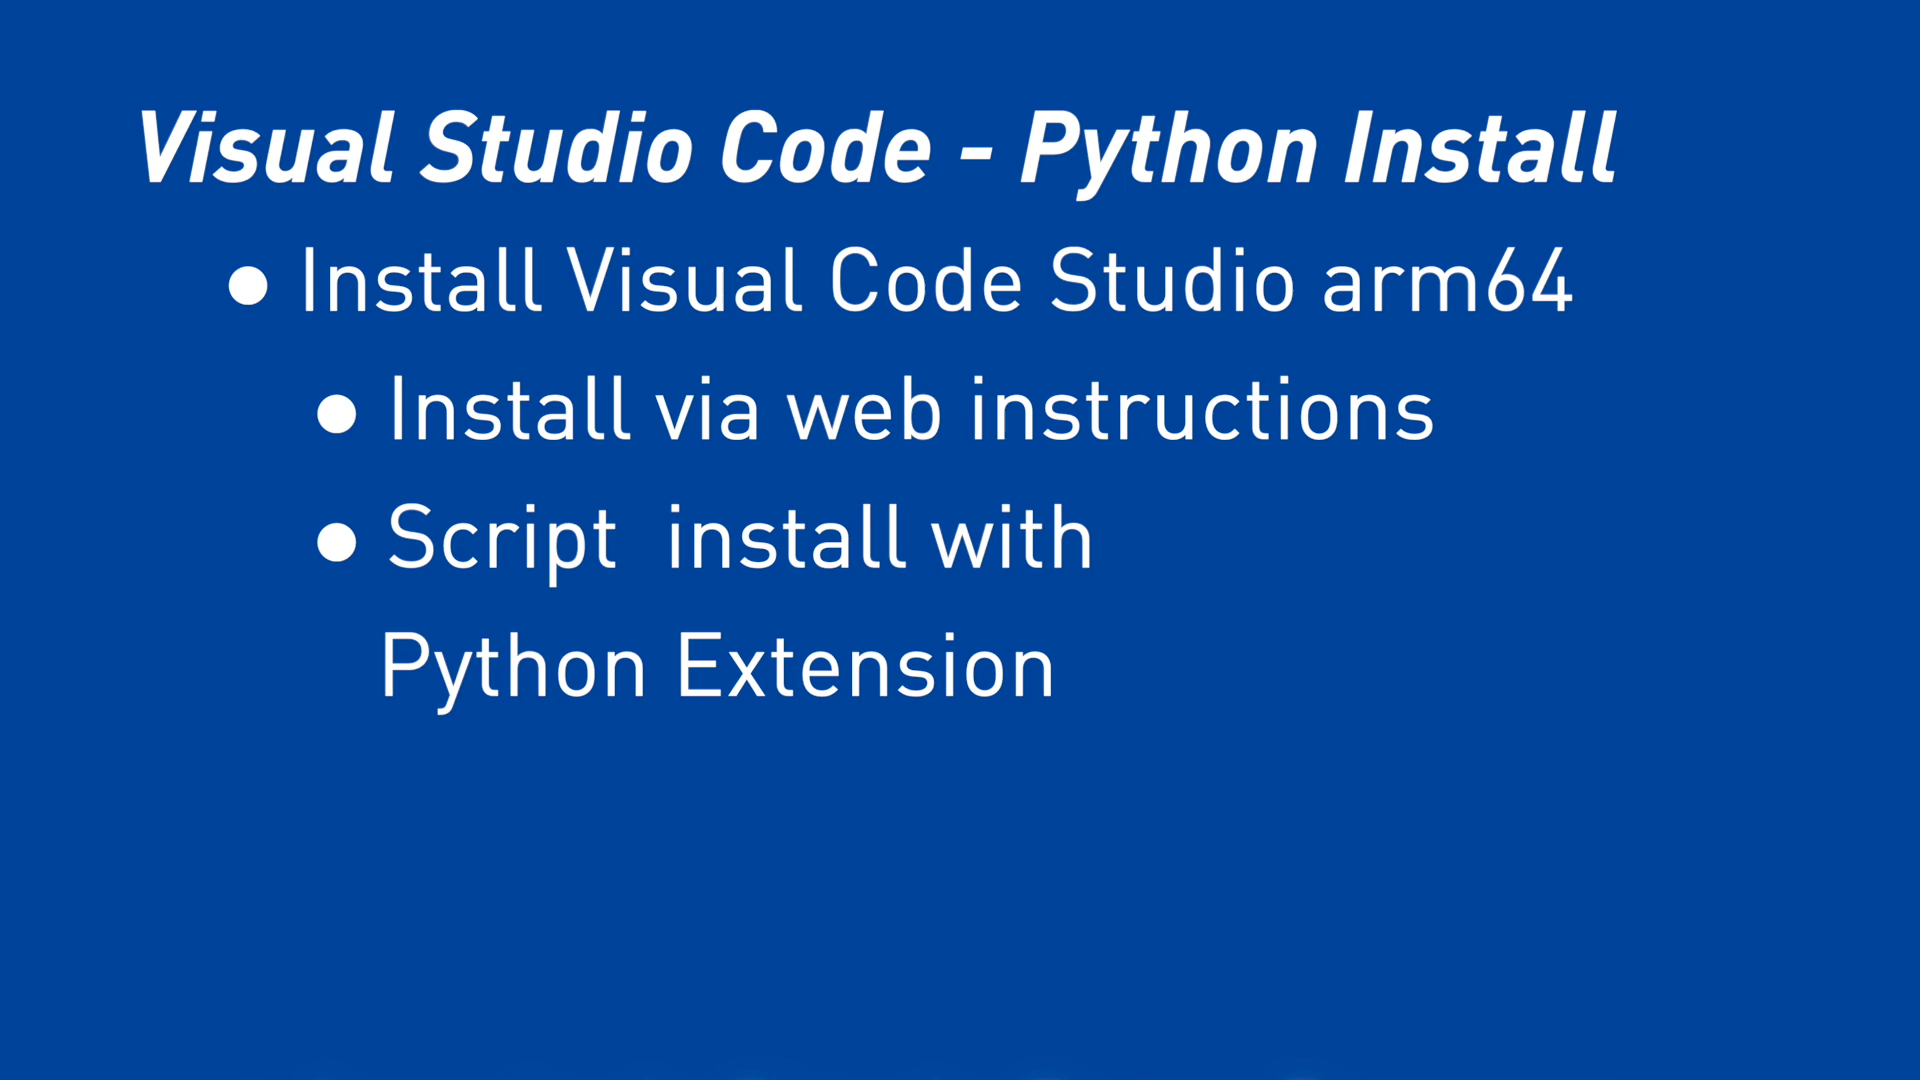 Visual Studio Code - Python Install
• Install Visual Code Studio arm64
• Install via web instructions
• Script  install with
Python Extension